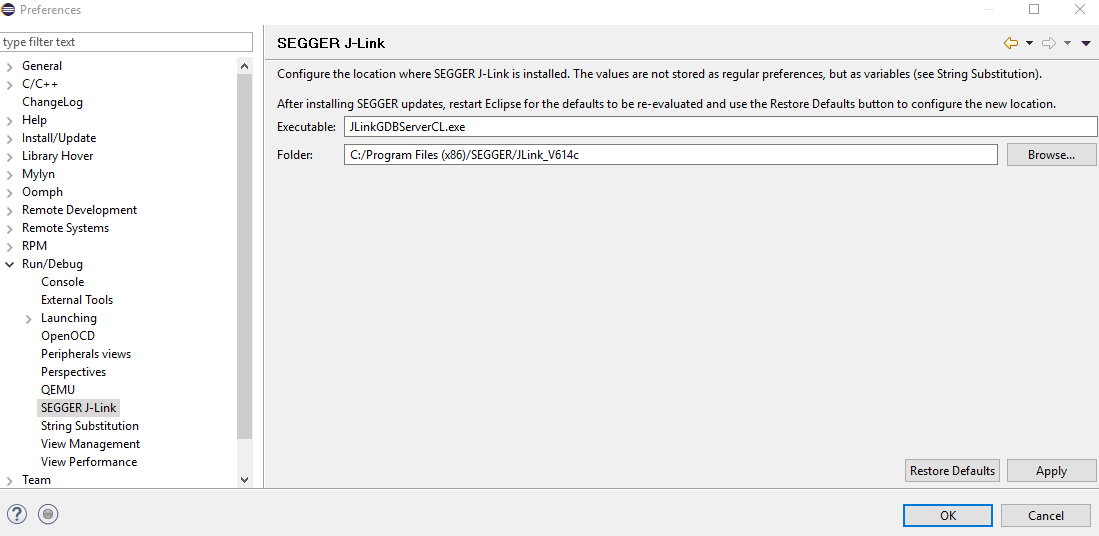 Preferences
type filter text
General
C/C++
ChangeLog
Help
Install/Update
Library Hover
Mylyn
Oomph
Remote Development
Remote Systems
RPM
Run/Debug
Console
External Tools
Launching
OpenOCD
Peripherals views
Perspectives
QEMU
SEGGER J-Link
String Substitution
View Management
View Performance
Team
SEGGER J-Link
Configure the location where SEGGER J-Link is installed. The values are not stored as regular preferences, but as variables (see String Substitution).
After installing SEGGER updates, restart Eclipse for the defaults to be re-evaluated and use the Restore Defaults button to configure the new location.
Executable: JLinkGDBServerCL.exe
Folder: C:/Program Files (x86)/SEGGER/JLink_V614c Browse...
Restore Defaults Apply
? OK Cancel